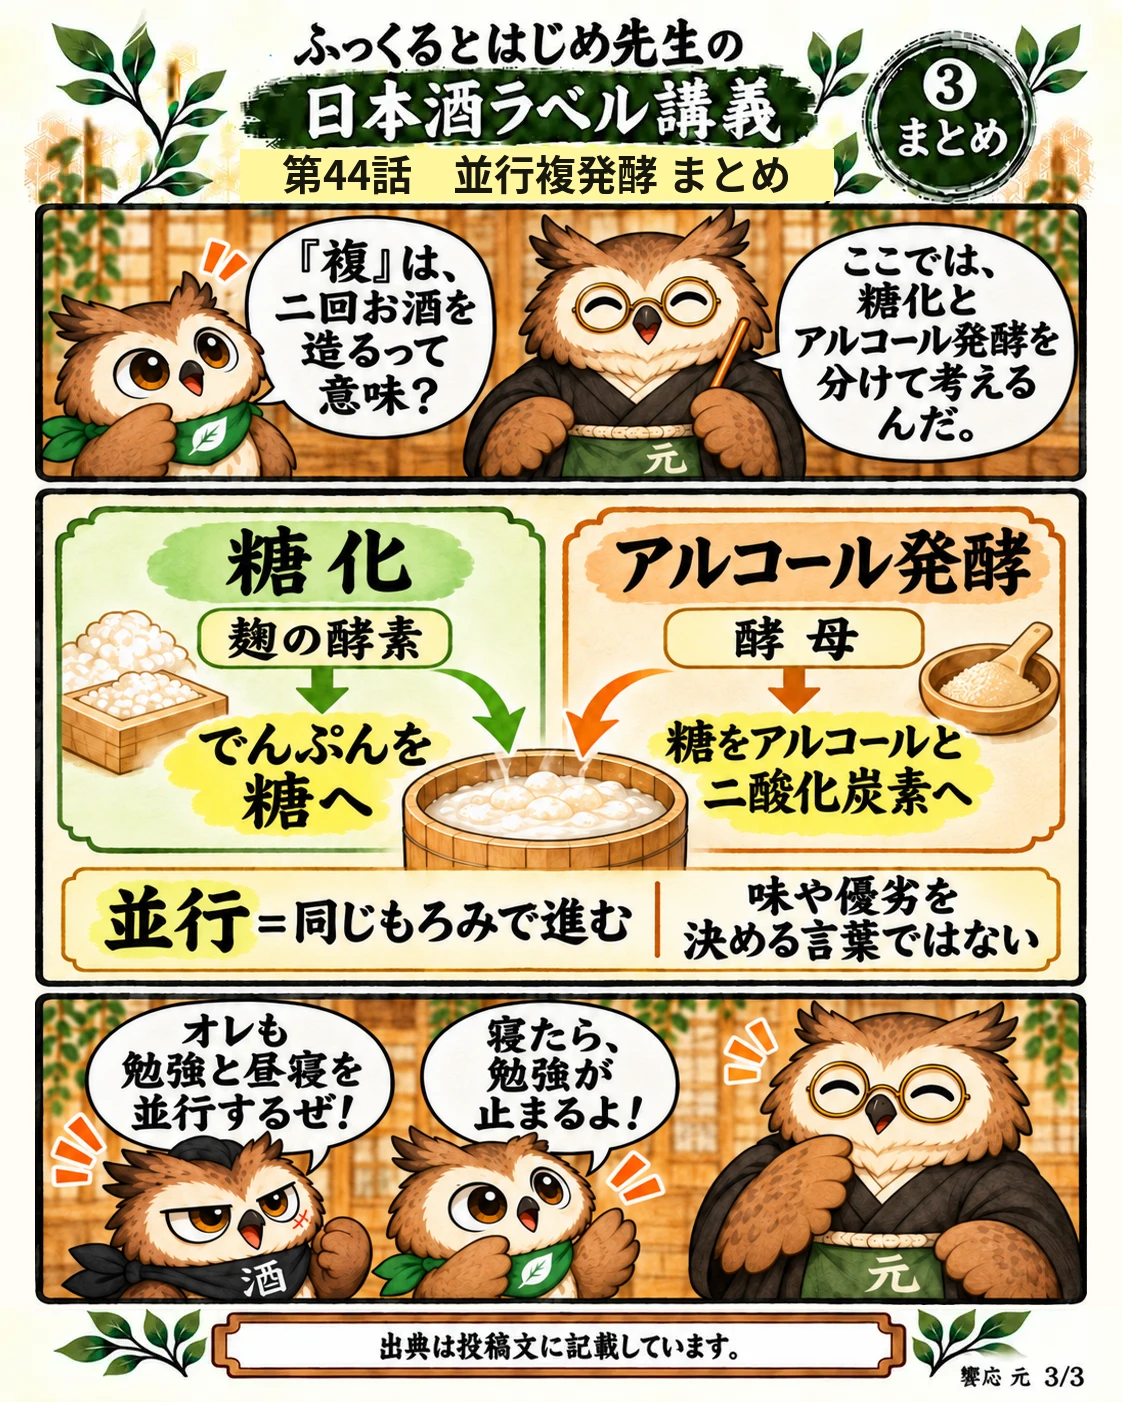 ふっくるとはじめ先生の
日本酒ラベル講義
3
まとめ
第44話　並行複発酵 まとめ
『複』は、
二回お酒を
造るって
意味？
ここでは、
糖化と
アルコール発酵を
分けて考える
んだ。
元
糖化
麹の酵素
でんぷんを
糖へ
アルコール発酵
酵母
糖をアルコールと
二酸化炭素へ
並行=同じもろみで進む
味や優劣を
決める言葉ではない
オレも
勉強と昼寝を
並行するぜ！
寝たら、
勉強が
止まるよ！
酒
元
出典は投稿文に記載しています。
饗応 元 3/3